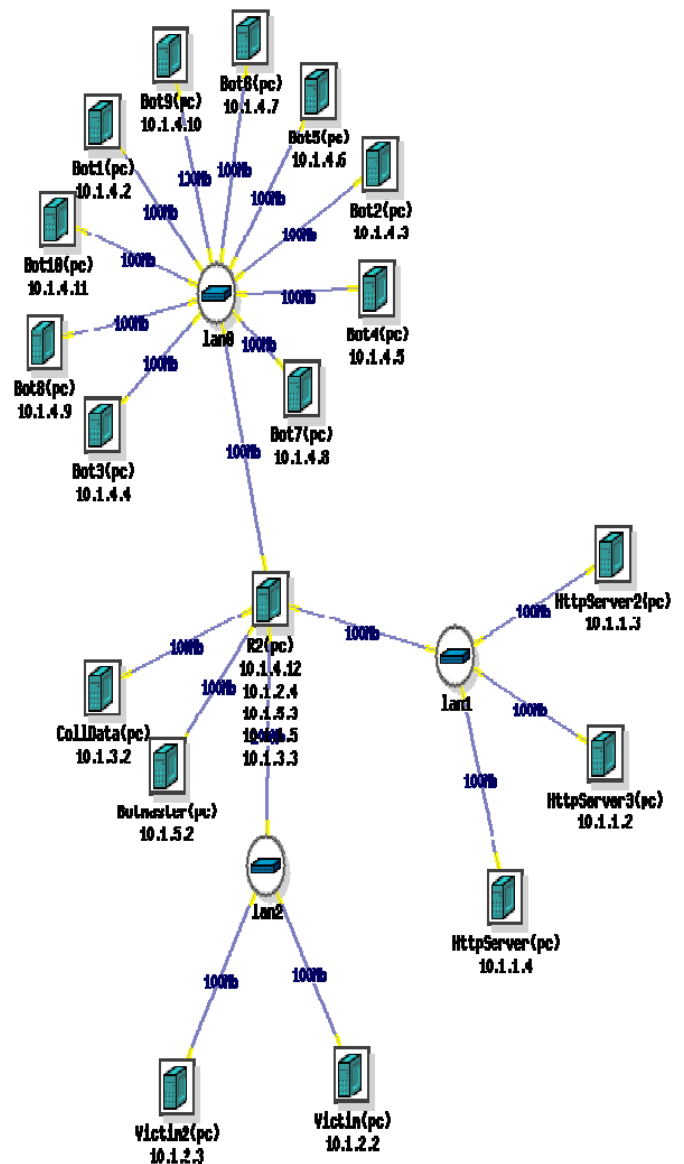 Bot9(pc)
10.1.4.10
Bot6(pc)
10.1.4.7
Bot5(pc)
10.1.4.6
Bot1(pc)
10.1.4.2
Bot2(pc)
10.1.4.3
100Mb
100Mb
100Mb
100Mb
100Mb
Bot10(pc)
10.1.4.11
100Mb
100Mb
lan0
Bot4(pc)
10.1.4.5
100Mb
100Mb
Bot8(pc)
10.1.4.9
100Mb
Bot7(pc)
10.1.4.8
Bot3(pc)
10.1.4.4
100Mb
HttpServer2(pc)
10.1.1.3
100Mb
100Mb
R2(pc)
10.1.4.12
10.1.2.4
10.1.5.3
10.1.3.3
100Mb
100Mb
CollData(pc)
10.1.3.2
lan1
100Mb
HttpServer3(pc)
10.1.1.2
100Mb
Botmaster(pc)
10.1.5.2
lan2
HttpServer(pc)
10.1.1.4
100Mb
100Mb
Victim2(pc)
10.1.2.3
Victim(pc)
10.1.2.2